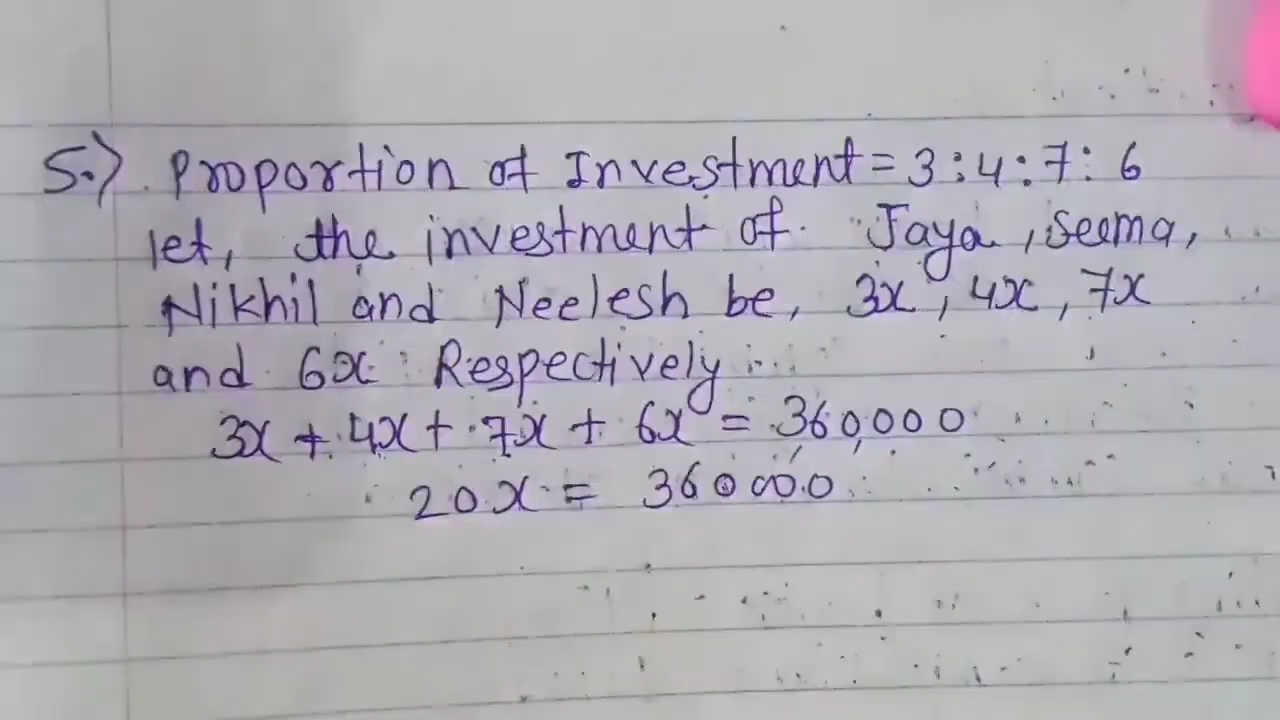 5.) Proportion of Investment = 3:4:7:6
let, the investment of Jaya, Seema,
Nikhil and Neelesh be, 3x, 4x, 7x
and 6x Respectively
3x + 4x + 7x + 6x = 360,000
20x = 360000